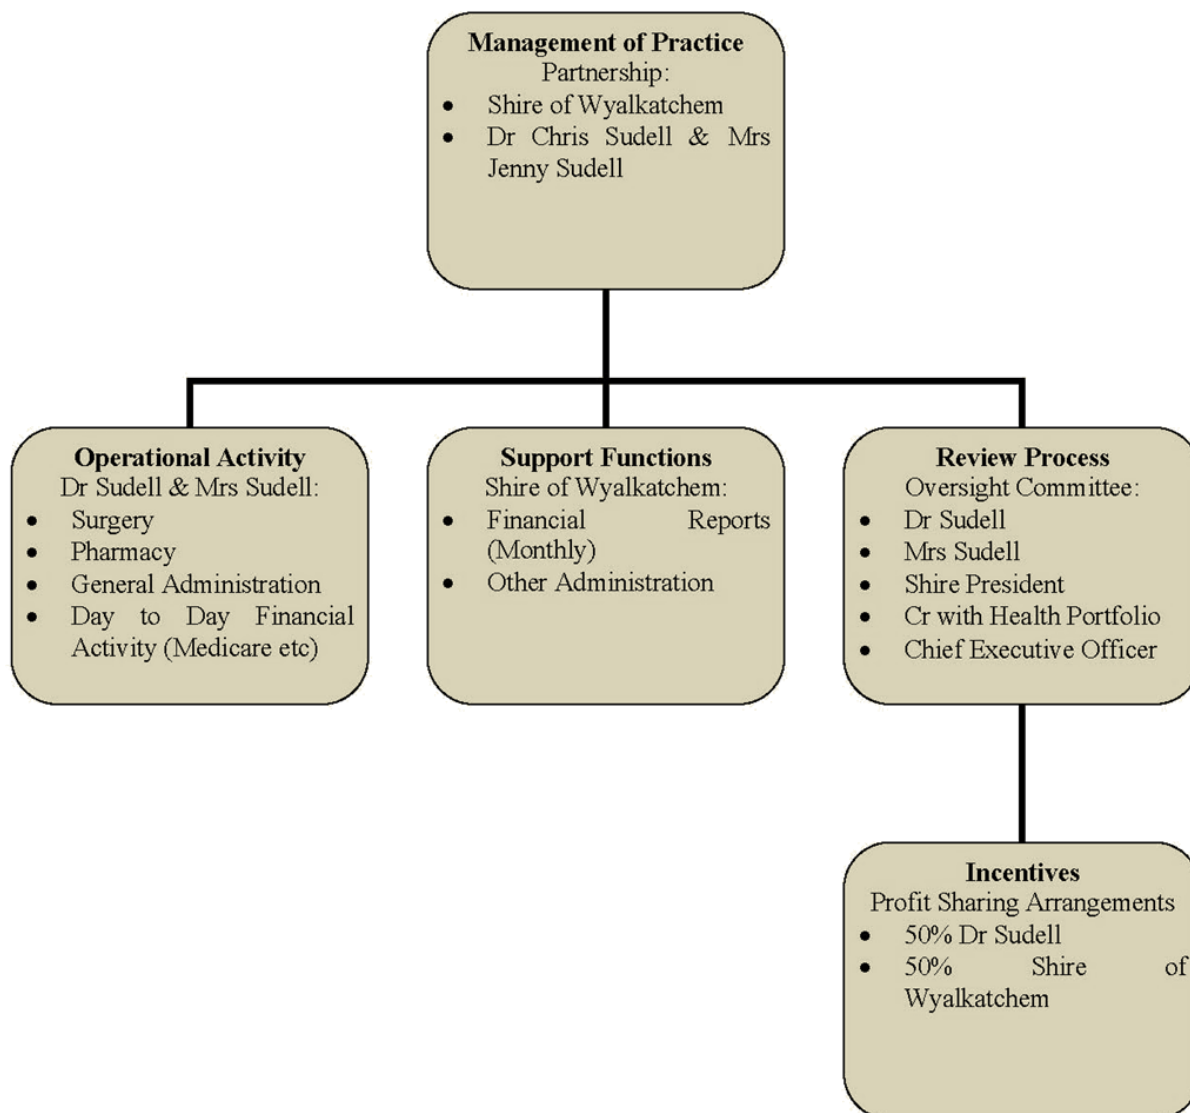 Management of Practice
Partnership:
• Shire of Wyalkatchem
• Dr Chris Sudell & Mrs
Jenny Sudell
Operational Activity
Dr Sudell & Mrs Sudell:
• Surgery
• Pharmacy
• General Administration
• Day to Day Financial
Activity (Medicare etc)
Support Functions
Shire of Wyalkatchem:
• Financial Reports
(Monthly)
• Other Administration
Review Process
Oversight Committee:
• Dr Sudell
• Mrs Sudell
• Shire President
• Cr with Health Portfolio
• Chief Executive Officer
Incentives
Profit Sharing Arrangements
• 50% Dr Sudell
• 50% Shire of
Wyalkatchem